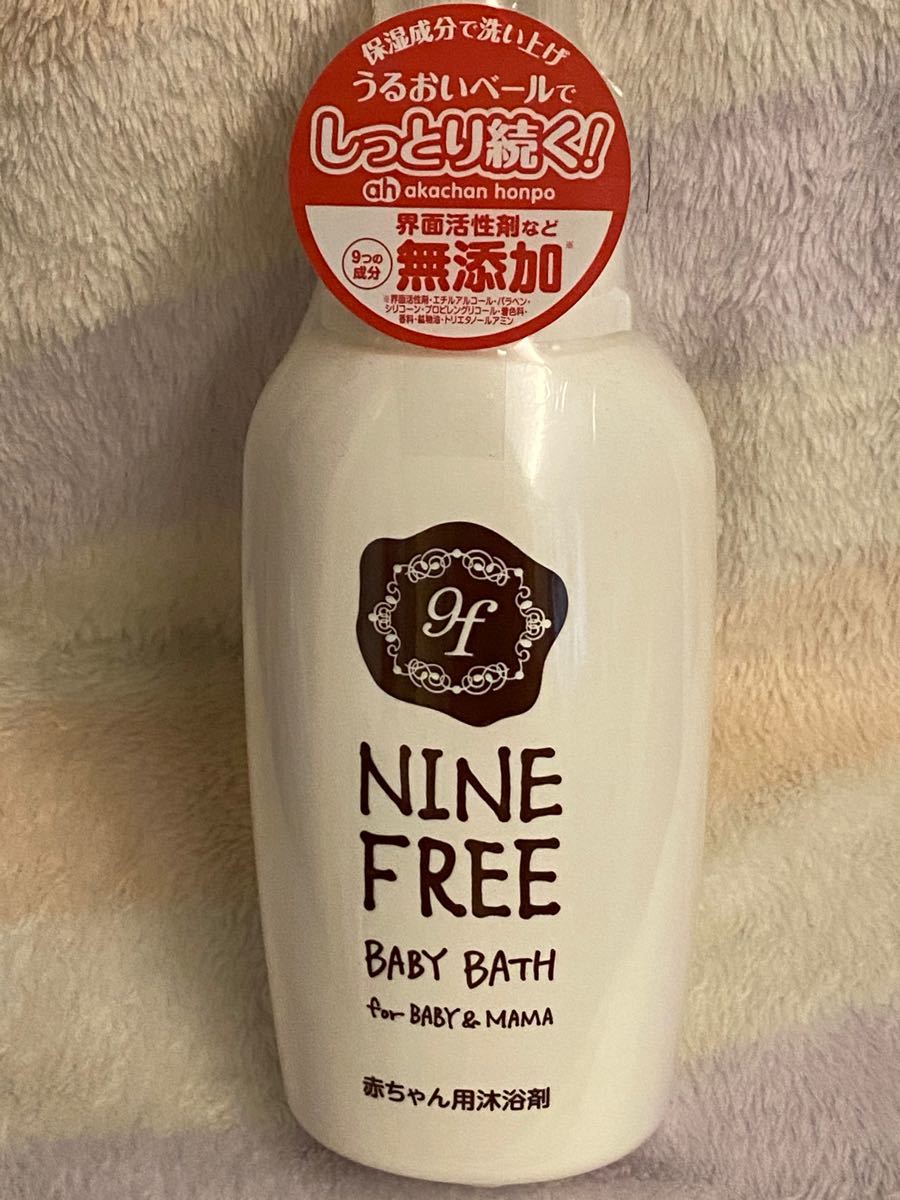 保湿成分で洗い上げ
うるおいベールで
しっとり続く!
ah akachan honpo
界面活性剤など
9つの
成分
無添加※
※界面活性剤・エチルアルコール・パラベン・
シリコーン・プロピレングリコール・着色料・
香料・鉱物油・トリエタノールアミン
9f
NINE
FREE
BABY BATH
for BABY & MAMA
赤ちゃん用沐浴剤